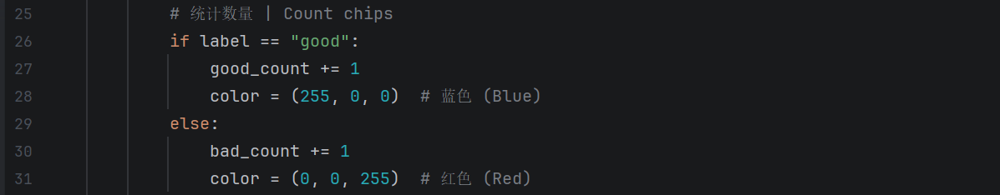 25 # 统计数量 | Count chips
26 if label == "good":
27 good_count += 1
28 color = (255, 0, 0) # 蓝色 (Blue)
29 else:
30 bad_count += 1
31 color = (0, 0, 255) # 红色 (Red)